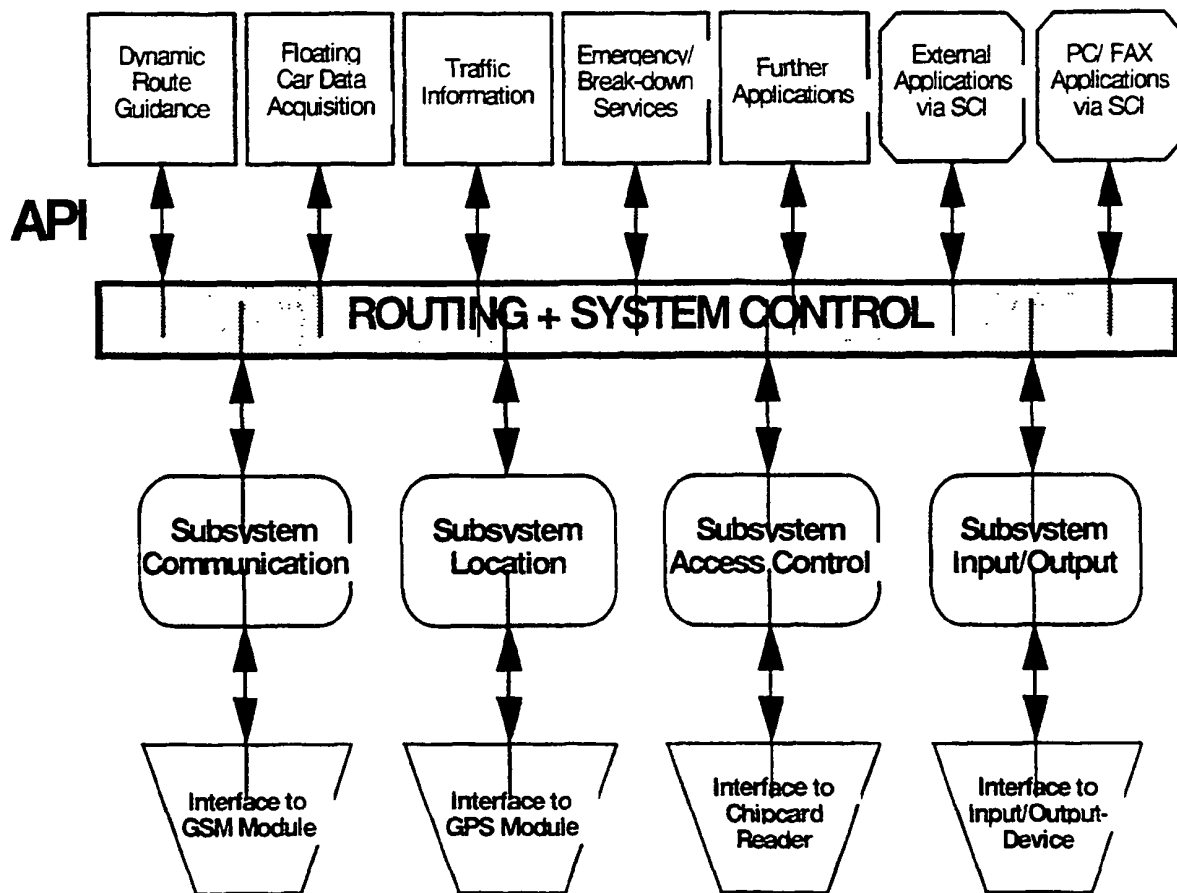 Dynamic
Route
Guidance
Floating
Car Data
Acquisition
Traffic
Information
Emergency/
Break-down
Services
Further
Applications
External
Applications
via SCI
PC/ FAX
Applications
via SCI
API
ROUTING + SYSTEM CONTROL
Subsystem
Communication
Subsystem
Location
Subsystem
Access Control
Subsystem
Input/Output
Interface to
GSM Module
Interface to
GPS Module
Interface to
Chipcard
Reader
Interface to
Input/Output-
Device